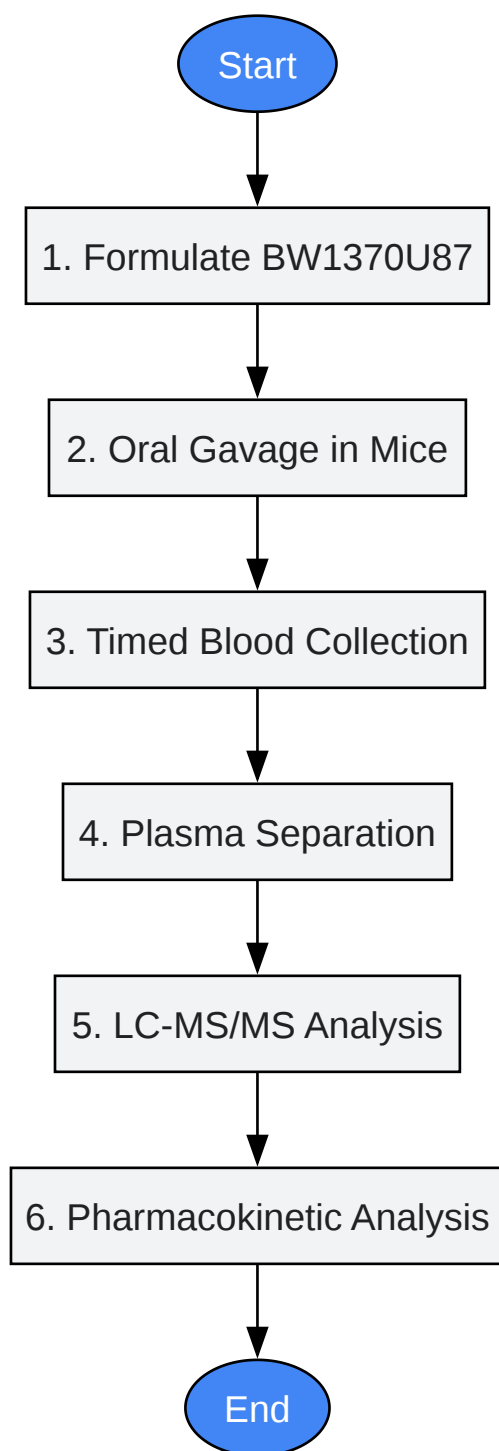 Start
1. Formulate BW1370U87
2. Oral Gavage in Mice
3. Timed Blood Collection
4. Plasma Separation
5. LC-MS/MS Analysis
6. Pharmacokinetic Analysis
End